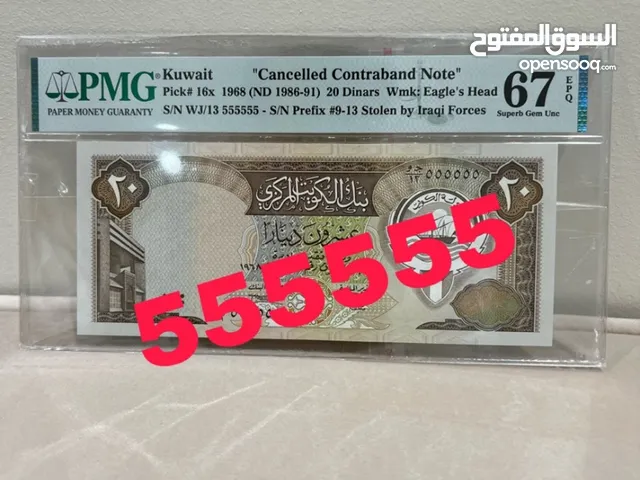 السوق المفتوح
opensooq.com
PMG
PAPER MONEY GUARANTY
Kuwait "Cancelled Contraband Note"
Pick# 16x 1968 (ND 1986-91) 20 Dinars Wmk: Eagle's Head
S/N WJ/13 555555 - S/N Prefix #9-13 Stolen by Iraqi Forces
67 EPQ
Superb Gem Unc
٢٠
بنك الكويت المركزي
١٣ ٥٥٥٥٥٥
٢٠
عشرون دينارا
555555